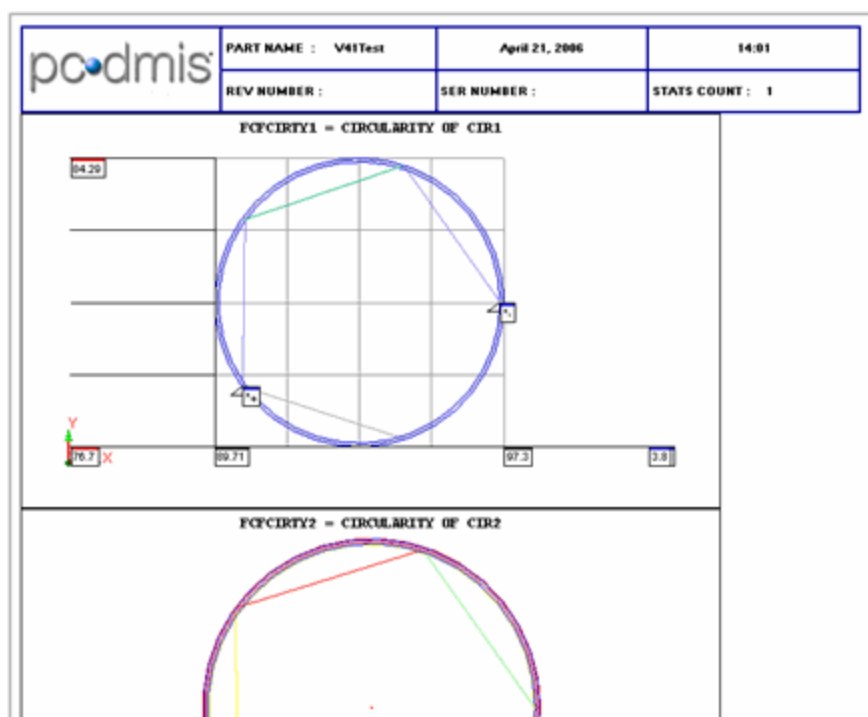 pc dmis
PART NAME : V41Test
April 21, 2006
14:01
REV NUMBER :
SER NUMBER :
STATS COUNT : 1
FCFCIRTY1 = CIRCULARITY OF CIR1
84.29
*-
*+
Y
76.7
X
89.71
97.3
3.8
FCFCIRTY2 = CIRCULARITY OF CIR2